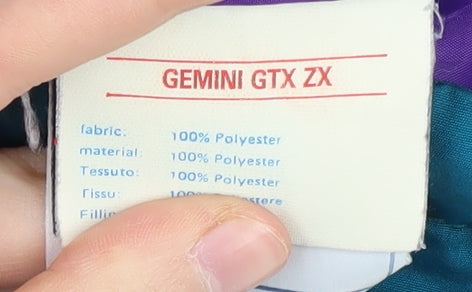 GEMINI GTX ZX
fabric: 100% Polyester
material: 100% Polyester
Tessuto: 100% Polyester
Tissu: